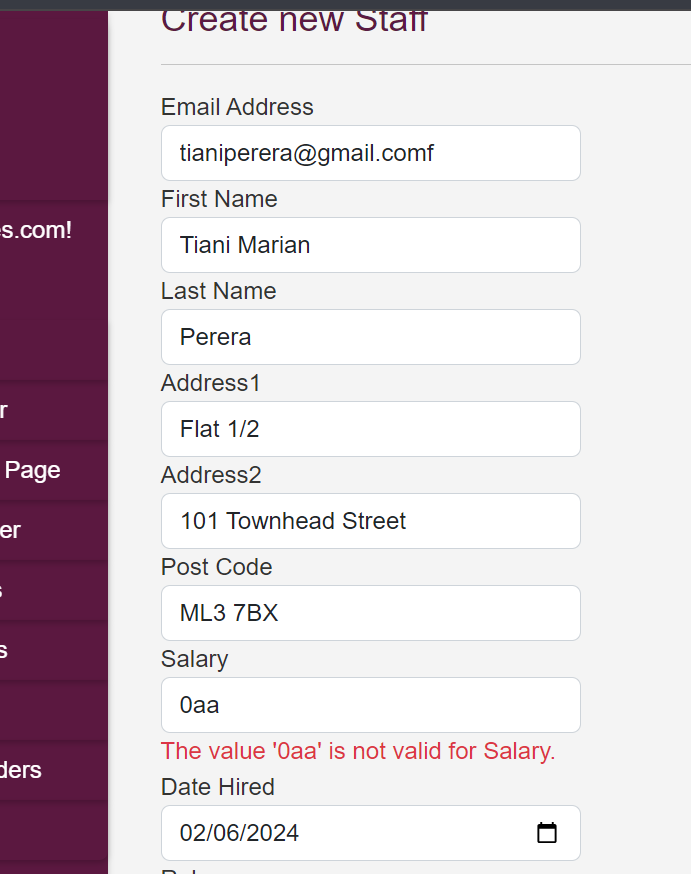 Create new Staff
Email Address
tianiperera@gmail.comf
First Name
Tiani Marian
Last Name
Perera
Address1
Flat 1/2
Address2
101 Townhead Street
Post Code
ML3 7BX
Salary
0aa
The value '0aa' is not valid for Salary.
Date Hired
02/06/2024
s.com!
r
Page
er
s
s
ders